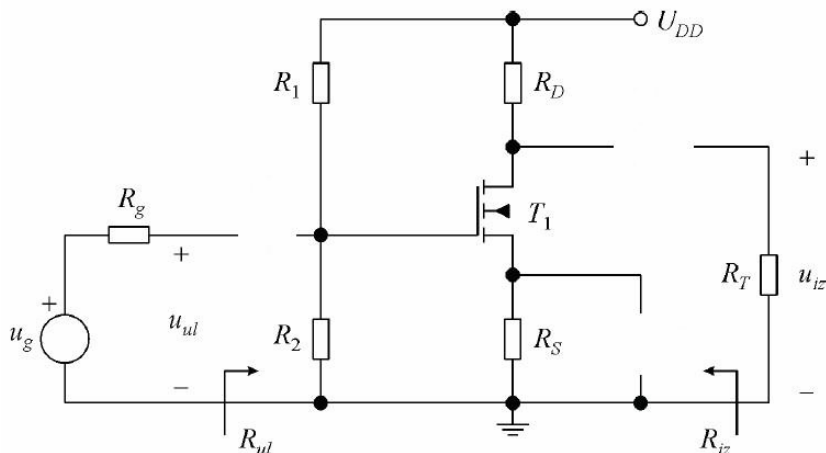 U_DD
R_1
R_D
R_g
T_1
+
+
+
R_T
u_iz
u_g
u_ul
R_2
R_S
−
−
R_ul
R_iz